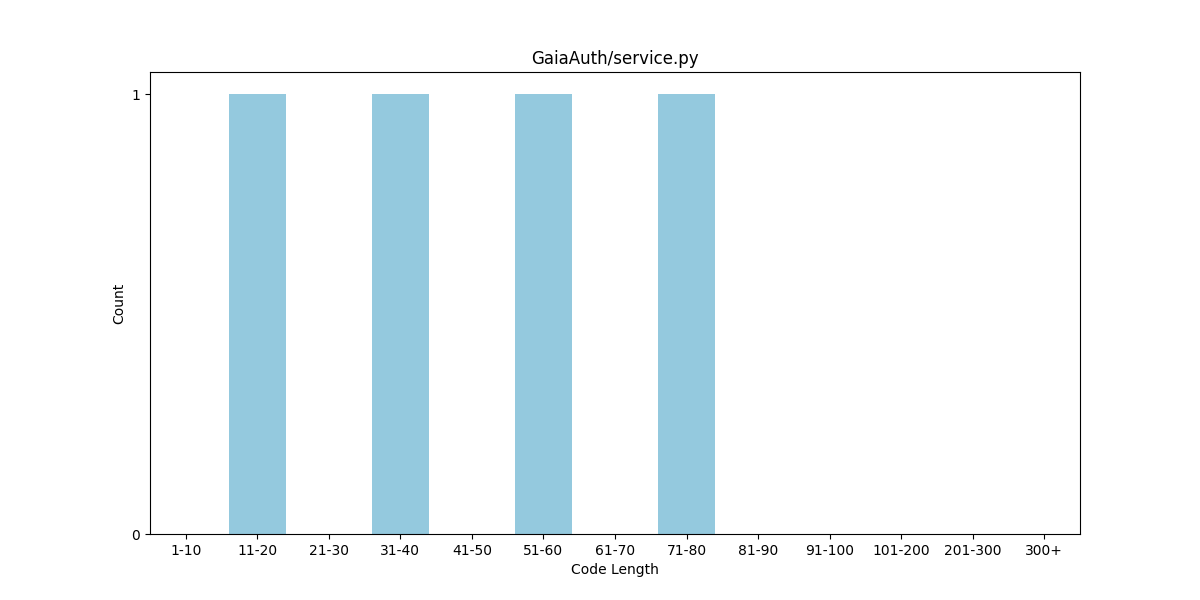 GaiaAuth/service.py
1
Count
0
1-10 11-20 21-30 31-40 41-50 51-60 61-70 71-80 81-90 91-100 101-200 201-300 300+
Code Length